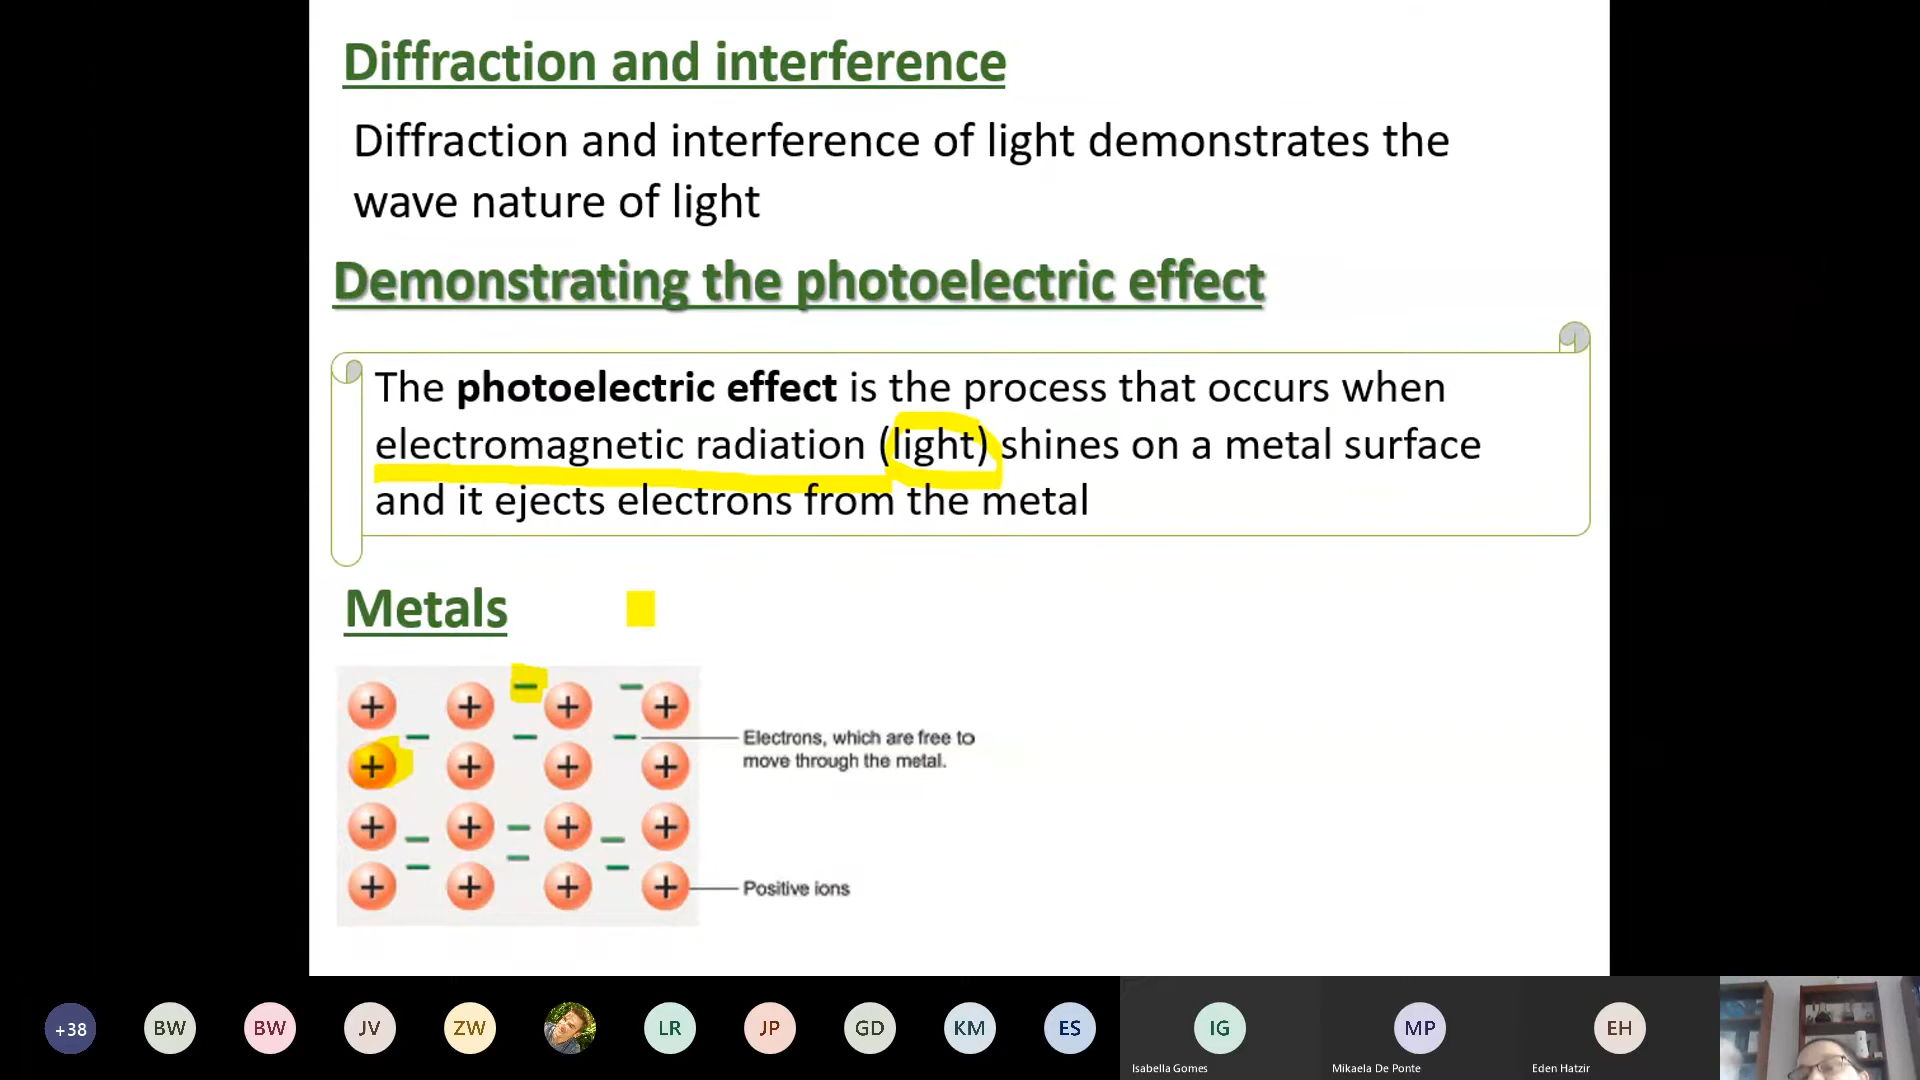 Diffraction and interference
Diffraction and interference of light demonstrates the
wave nature of light
Demonstrating the photoelectric effect
The photoelectric effect is the process that occurs when
electromagnetic radiation (light) shines on a metal surface
and it ejects electrons from the metal
Metals
+ + + +
Electrons, which are free to
move through the metal.
+ + + +
+ + + +
+ + + +
Positive ions
+38 BW BW JV ZW LR JP GD KM ES IG MP EH
Isabella Gomes Mikaela De Ponte Eden Hatzir